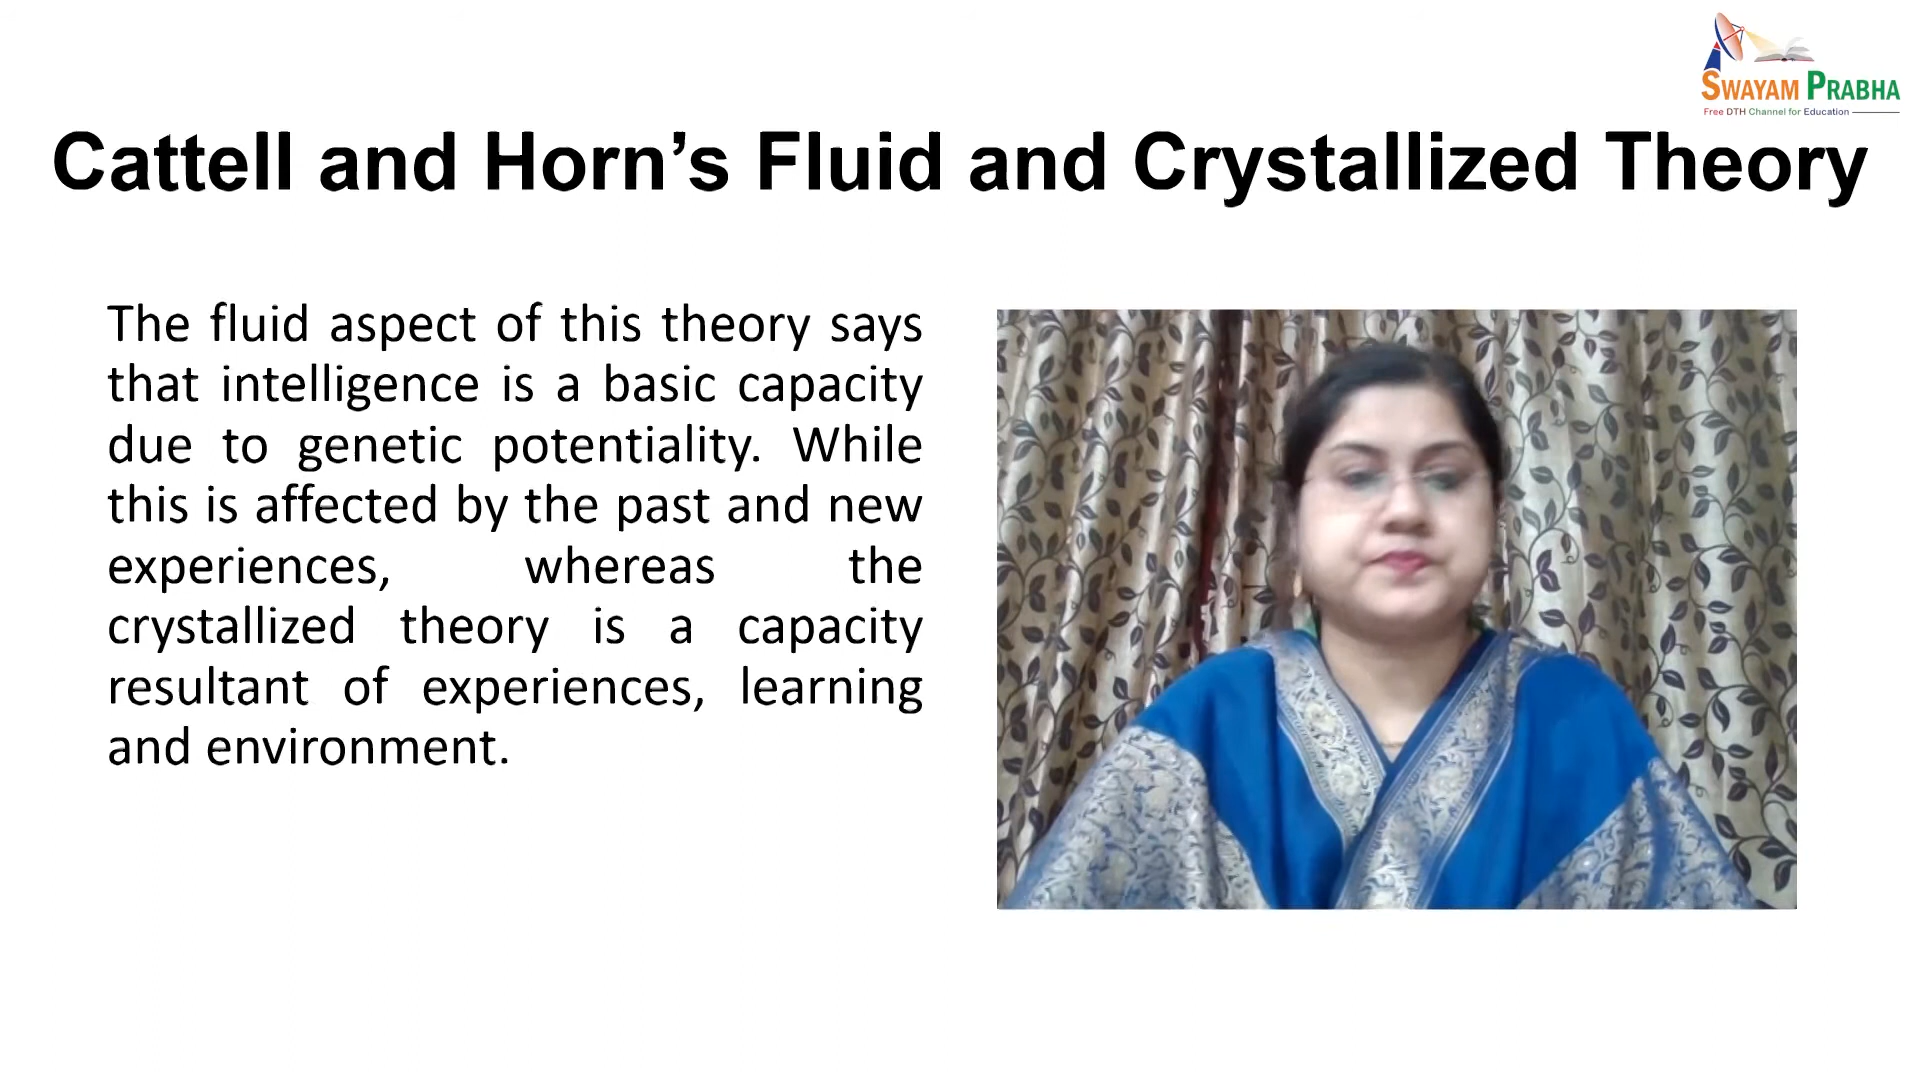 SWAYAM PRABHA
Free DTH Channel for Education
Cattell and Horn’s Fluid and Crystallized Theory
The fluid aspect of this theory says
that intelligence is a basic capacity
due to genetic potentiality. While
this is affected by the past and new
experiences, whereas the
crystallized theory is a capacity
resultant of experiences, learning
and environment.